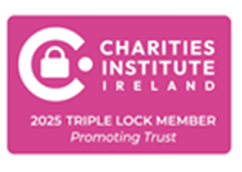 CHARITIES
INSTITUTE
IRELAND
2025 TRIPLE LOCK MEMBER
Promoting Trust